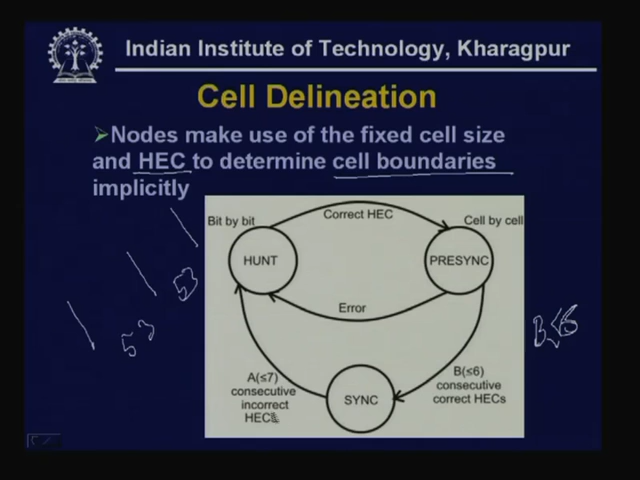 Indian Institute of Technology, Kharagpur
Cell Delineation
Nodes make use of the fixed cell size
and HEC to determine cell boundaries
implicitly
Bit by bit
Correct HEC
Cell by cell
HUNT
PRESYNC
Error
53
53
B≤6
A(≤7)
consecutive
incorrect
B(≤6)
consecutive
correct HECs
SYNC